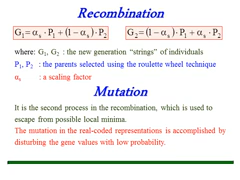 Recombination
G₁ = αₛ · P₁ + (1 − αₛ) · P₂
G₂ = (1 − αₛ) · P₁ + αₛ · P₂
where: G₁, G₂ : the new generation “strings” of individuals
P₁, P₂ : the parents selected using the roulette wheel technique
αₛ : a scaling factor
Mutation
It is the second process in the recombination, which is used to
escape from possible local minima.
The mutation in the real-coded representations is accomplished by
disturbing the gene values with low probability.